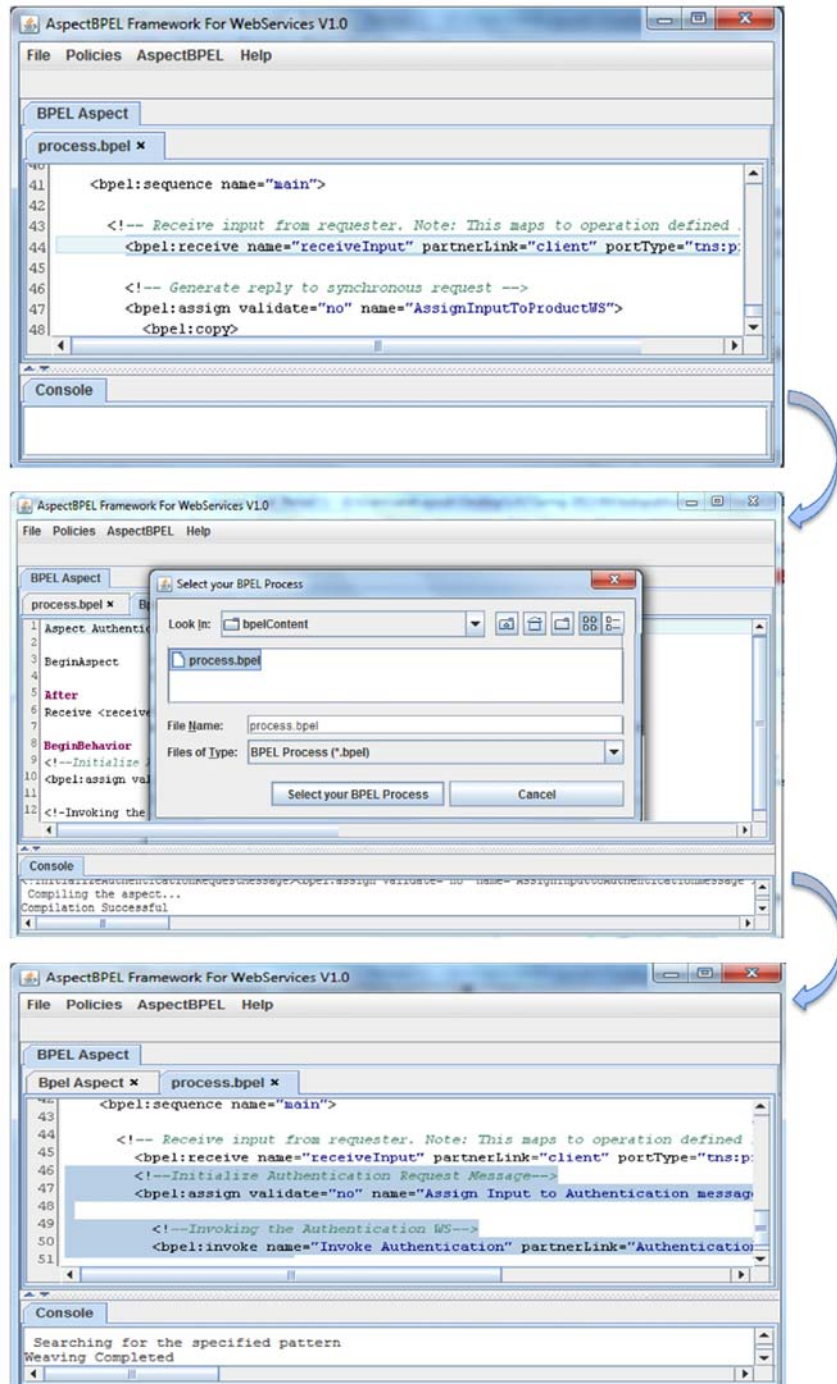 AspectBPEL Framework For WebServices V1.0
File Policies AspectBPEL Help
BPEL Aspect
process.bpel ×
40
41 <bpel:sequence name="main">
42
43 <!-- Receive input from requester. Note: This maps to operation defined
44 <bpel:receive name="receiveInput" partnerLink="client" portType="tns:p
45
46 <!-- Generate reply to synchronous request -->
47 <bpel:assign validate="no" name="AssignInputToProductWS">
48 <bpel:copy>
Console
AspectBPEL Framework For WebServices V1.0
File Policies AspectBPEL Help
BPEL Aspect
process.bpel × B
1 Aspect Authentic
2
3 BeginAspect
4
5 After
6 Receive <receive
7
8 BeginBehavior
9 <!--Initialize
10 <bpel:assign val
11
12 <!-Invoking the
Select your BPEL Process
Look In: bpelContent
process.bpel
File Name: process.bpel
Files of Type: BPEL Process (*.bpel)
Select your BPEL Process Cancel
Console
<!InitializeAuthenticationRequestMessage><bpel:assign validate="no" name="AssignInputtoAuthenticationmessage"
Compiling the aspect...
Compilation Successful
AspectBPEL Framework For WebServices V1.0
File Policies AspectBPEL Help
BPEL Aspect
Bpel Aspect × process.bpel ×
42 <bpel:sequence name="main">
43
44 <!-- Receive input from requester. Note: This maps to operation defined
45 <bpel:receive name="receiveInput" partnerLink="client" portType="tns:p
46 <!--Initialize Authentication Request Message-->
47 <bpel:assign validate="no" name="Assign Input to Authentication messag
48
49 <!--Invoking the Authentication WS-->
50 <bpel:invoke name="Invoke Authentication" partnerLink="Authenticatio
51
Console
Searching for the specified pattern
Weaving Completed